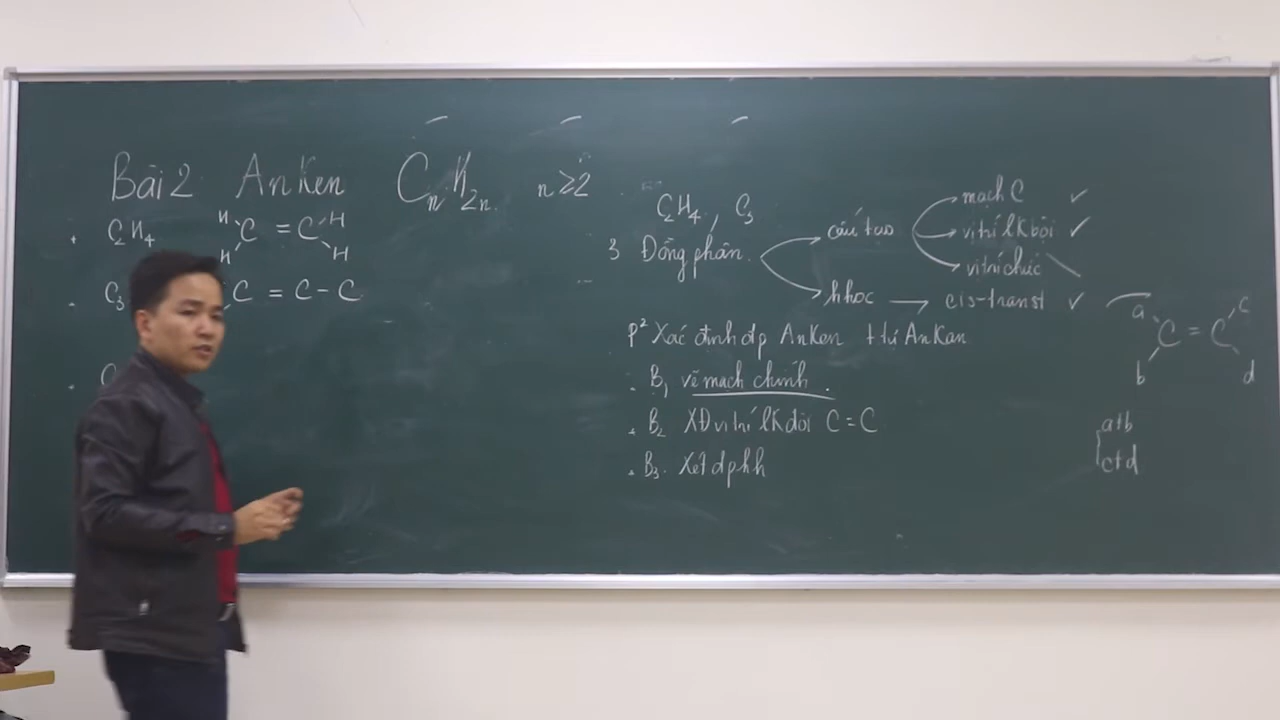 Bài 2 AnKen CnH2n n≥2
C2H4
H H
C = C
H H
C3
C = C - C
C
C2H4, C3
3 Đồng phân
cấu tạo
mạch C ✓
vị trí lk bội ✓
vị trí chức
h học → cis-trans ✓
P² Xác định đp AnKen từ AnKan
B1 vẽ mạch chính.
B2 XĐ vị trí lk đôi C=C
B3. Xét đphh
a c
C = C
b d
a≠b
c≠d